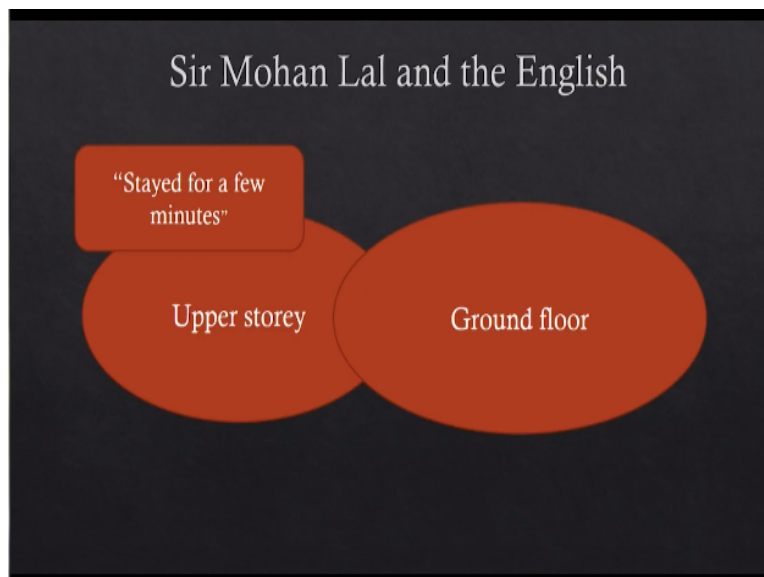 Sir Mohan Lal and the English
“Stayed for a few
minutes”
Upper storey
Ground floor